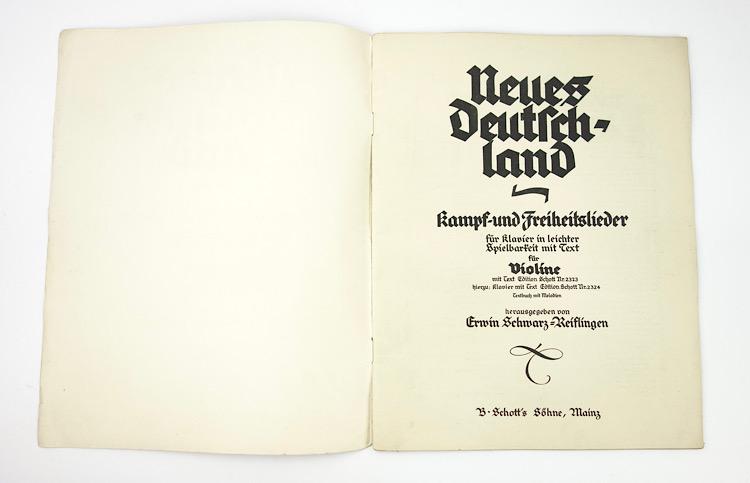 Neues
Deutsch-
land
Kampf- und Freiheitslieder
für Klavier in leichter
Spielbarkeit mit Text
für
Violine
mit Text Edition Schott Nr. 2323
hierzu: Klavier mit Text Edition Schott Nr. 2324
Textbuch mit Melodien
herausgegeben von
Erwin Schwarz-Reiflingen
B · Schott's Söhne, Mainz